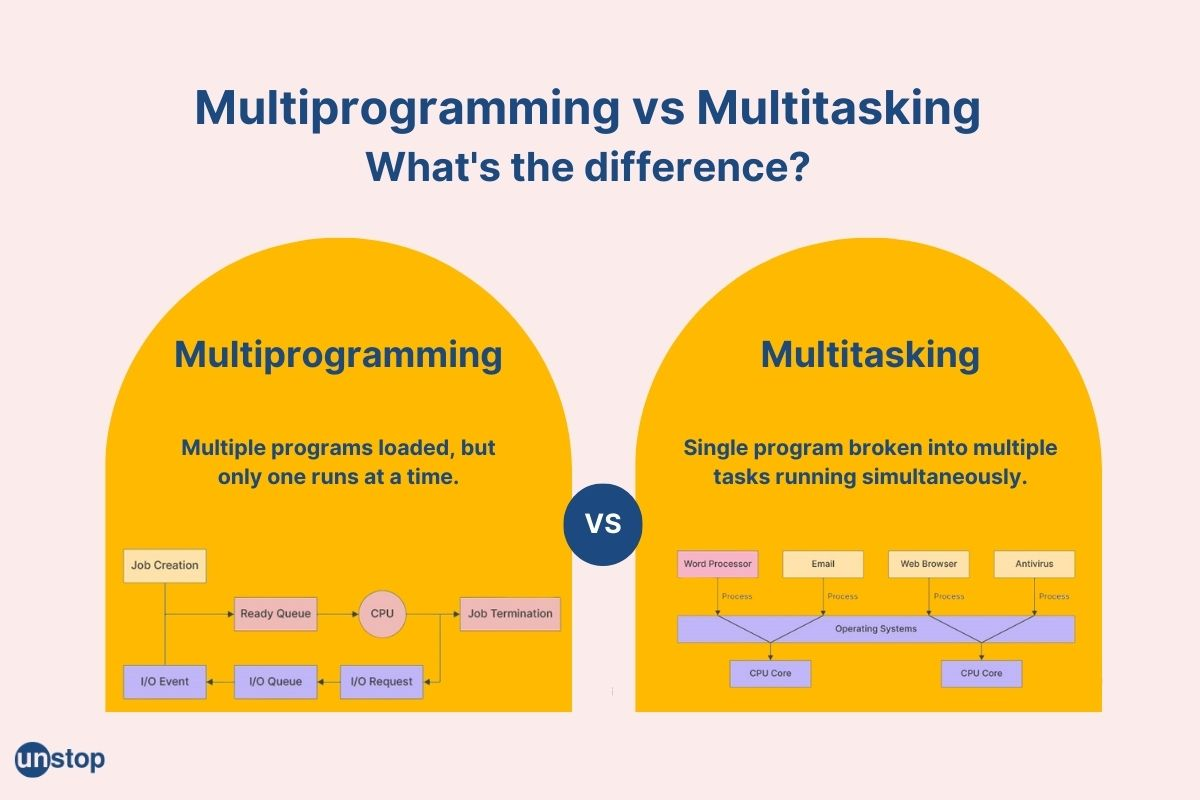 Multiprogramming vs Multitasking
What's the difference?
Multiprogramming
Multiple programs loaded, but
only one runs at a time.
Job Creation
Ready Queue
CPU
Job Termination
I/O Event
I/O Queue
I/O Request
VS
Multitasking
Single program broken into multiple
tasks running simultaneously.
Word Processor
Email
Web Browser
Antivirus
Process
Process
Process
Process
Operating Systems
CPU Core
CPU Core
unstop